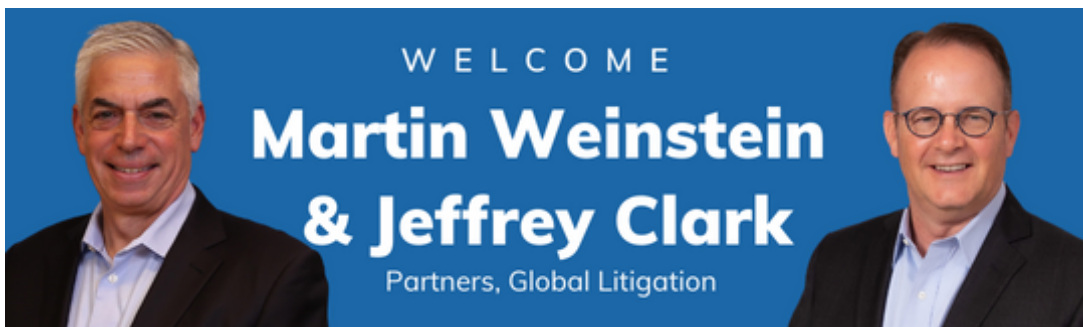 WELCOME
Martin Weinstein
& Jeffrey Clark
Partners, Global Litigation